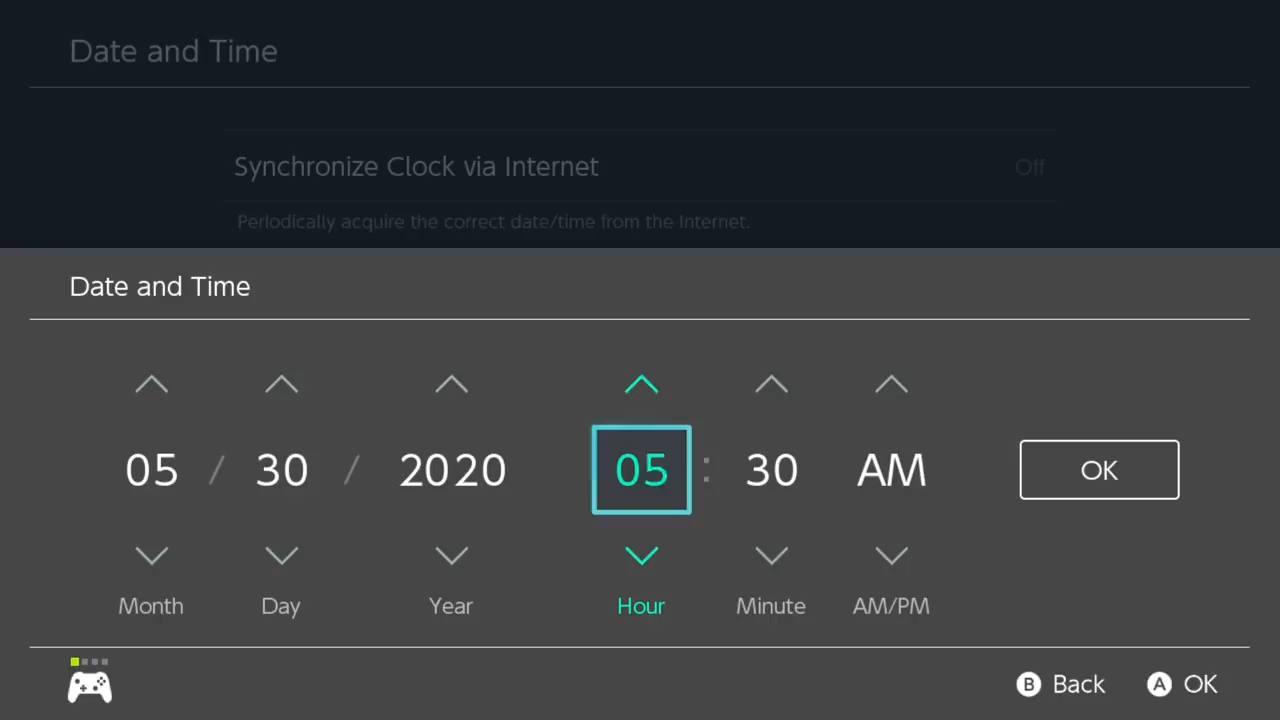 Date and Time
Synchronize Clock via Internet Off
Periodically acquire the correct date/time from the Internet.
Date and Time
05 / 30 / 2020 05 : 30 AM OK
Month Day Year Hour Minute AM/PM
B Back A OK